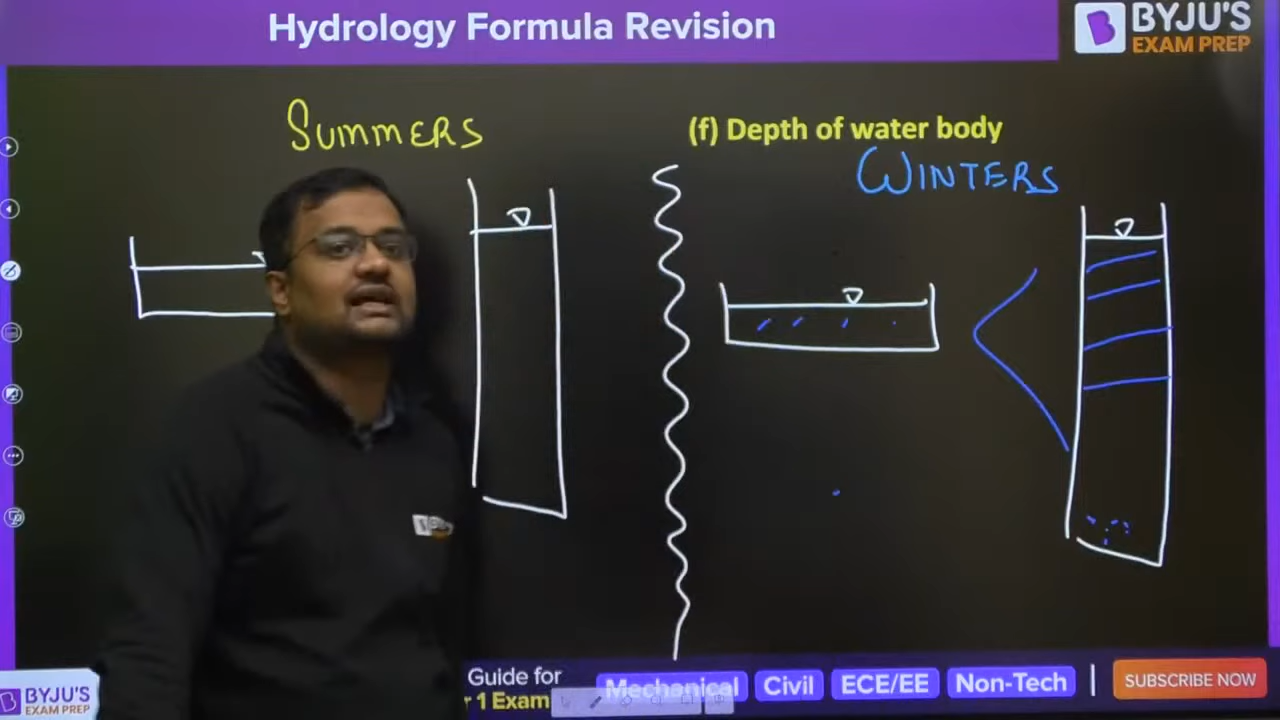 Hydrology Formula Revision
BYJU'S
EXAM PREP
SUMMERS
(f) Depth of water body
WINTERS
BYJU'S
EXAM PREP
Guide for
r 1 Exam
Mechanical
Civil
ECE/EE
Non-Tech
SUBSCRIBE NOW